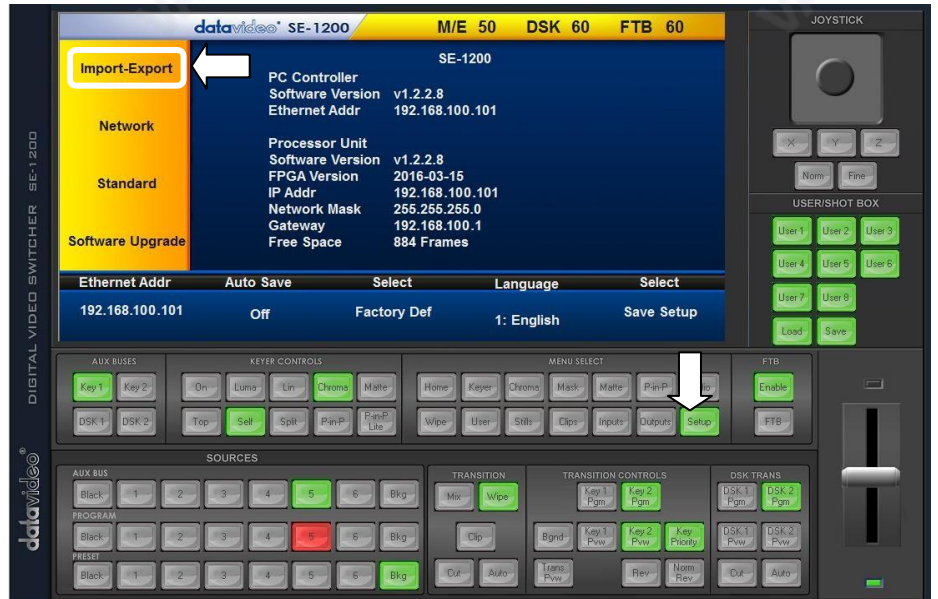 datavideo SE-1200 M/E 50 DSK 60 FTB 60
Import-Export
Network
Standard
Software Upgrade
SE-1200
PC Controller
Software Version v1.2.2.8
Ethernet Addr 192.168.100.101
Processor Unit
Software Version v1.2.2.8
FPGA Version 2016-03-15
IP Addr 192.168.100.101
Network Mask 255.255.255.0
Gateway 192.168.100.1
Free Space 884 Frames
Ethernet Addr Auto Save Select Language Select
192.168.100.101 Off Factory Def 1: English Save Setup
JOYSTICK
X Y Z
Norm Fine
USER/SHOT BOX
User 1 User 2 User 3
User 4 User 5 User 6
User 7 User 8
Load Save
DIGITAL VIDEO SWITCHER SE-1200
datavideo®
AUX BUSES KEYER CONTROLS MENU SELECT FTB
Key 1 Key 2 On Luma Lin Chroma Matte Home Keyer Chroma Mask Matte P-in-P Enable
DSK 1 DSK 2 Top Self Split P-in-P P-in-P Lite Wipe User Stills Clips Inputs Outputs Setup FTB
SOURCES
AUX BUS
Black 1 2 3 4 5 6 Bkg
PROGRAM
Black 1 2 3 4 5 6 Bkg
PRESET
Black 1 2 3 4 5 6 Bkg
TRANSITION
Mix Wipe
Clip
Cut Auto
TRANSITION CONTROLS
Key 1 Pgm Key 2 Pgm
Bgnd Key 1 Pvw Key 2 Pvw Key Priority
Trans Pvw Rev Norm Rev
DSK TRANS
DSK 1 Pgm DSK 2 Pgm
DSK 1 Pvw DSK 2 Pvw
Cut Auto